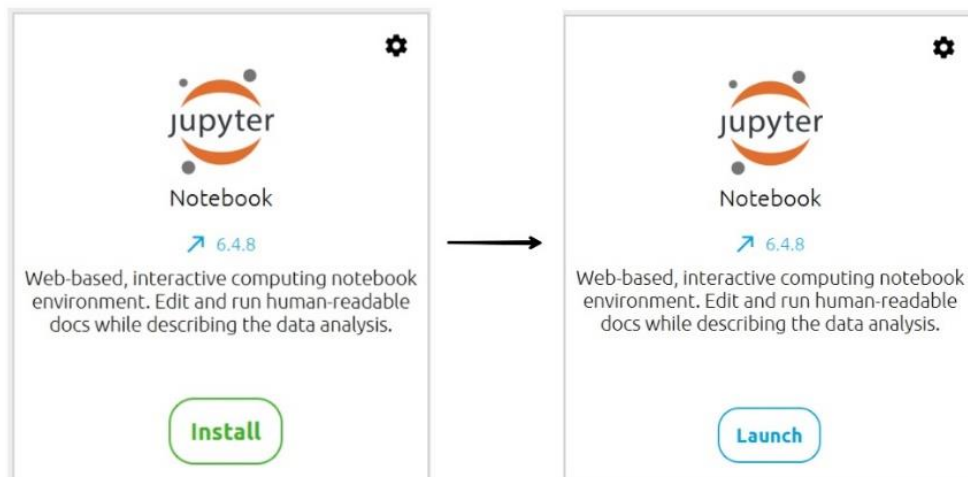 jupyter
Notebook
6.4.8
Web-based, interactive computing notebook
environment. Edit and run human-readable
docs while describing the data analysis.
Install
jupyter
Notebook
6.4.8
Web-based, interactive computing notebook
environment. Edit and run human-readable
docs while describing the data analysis.
Launch